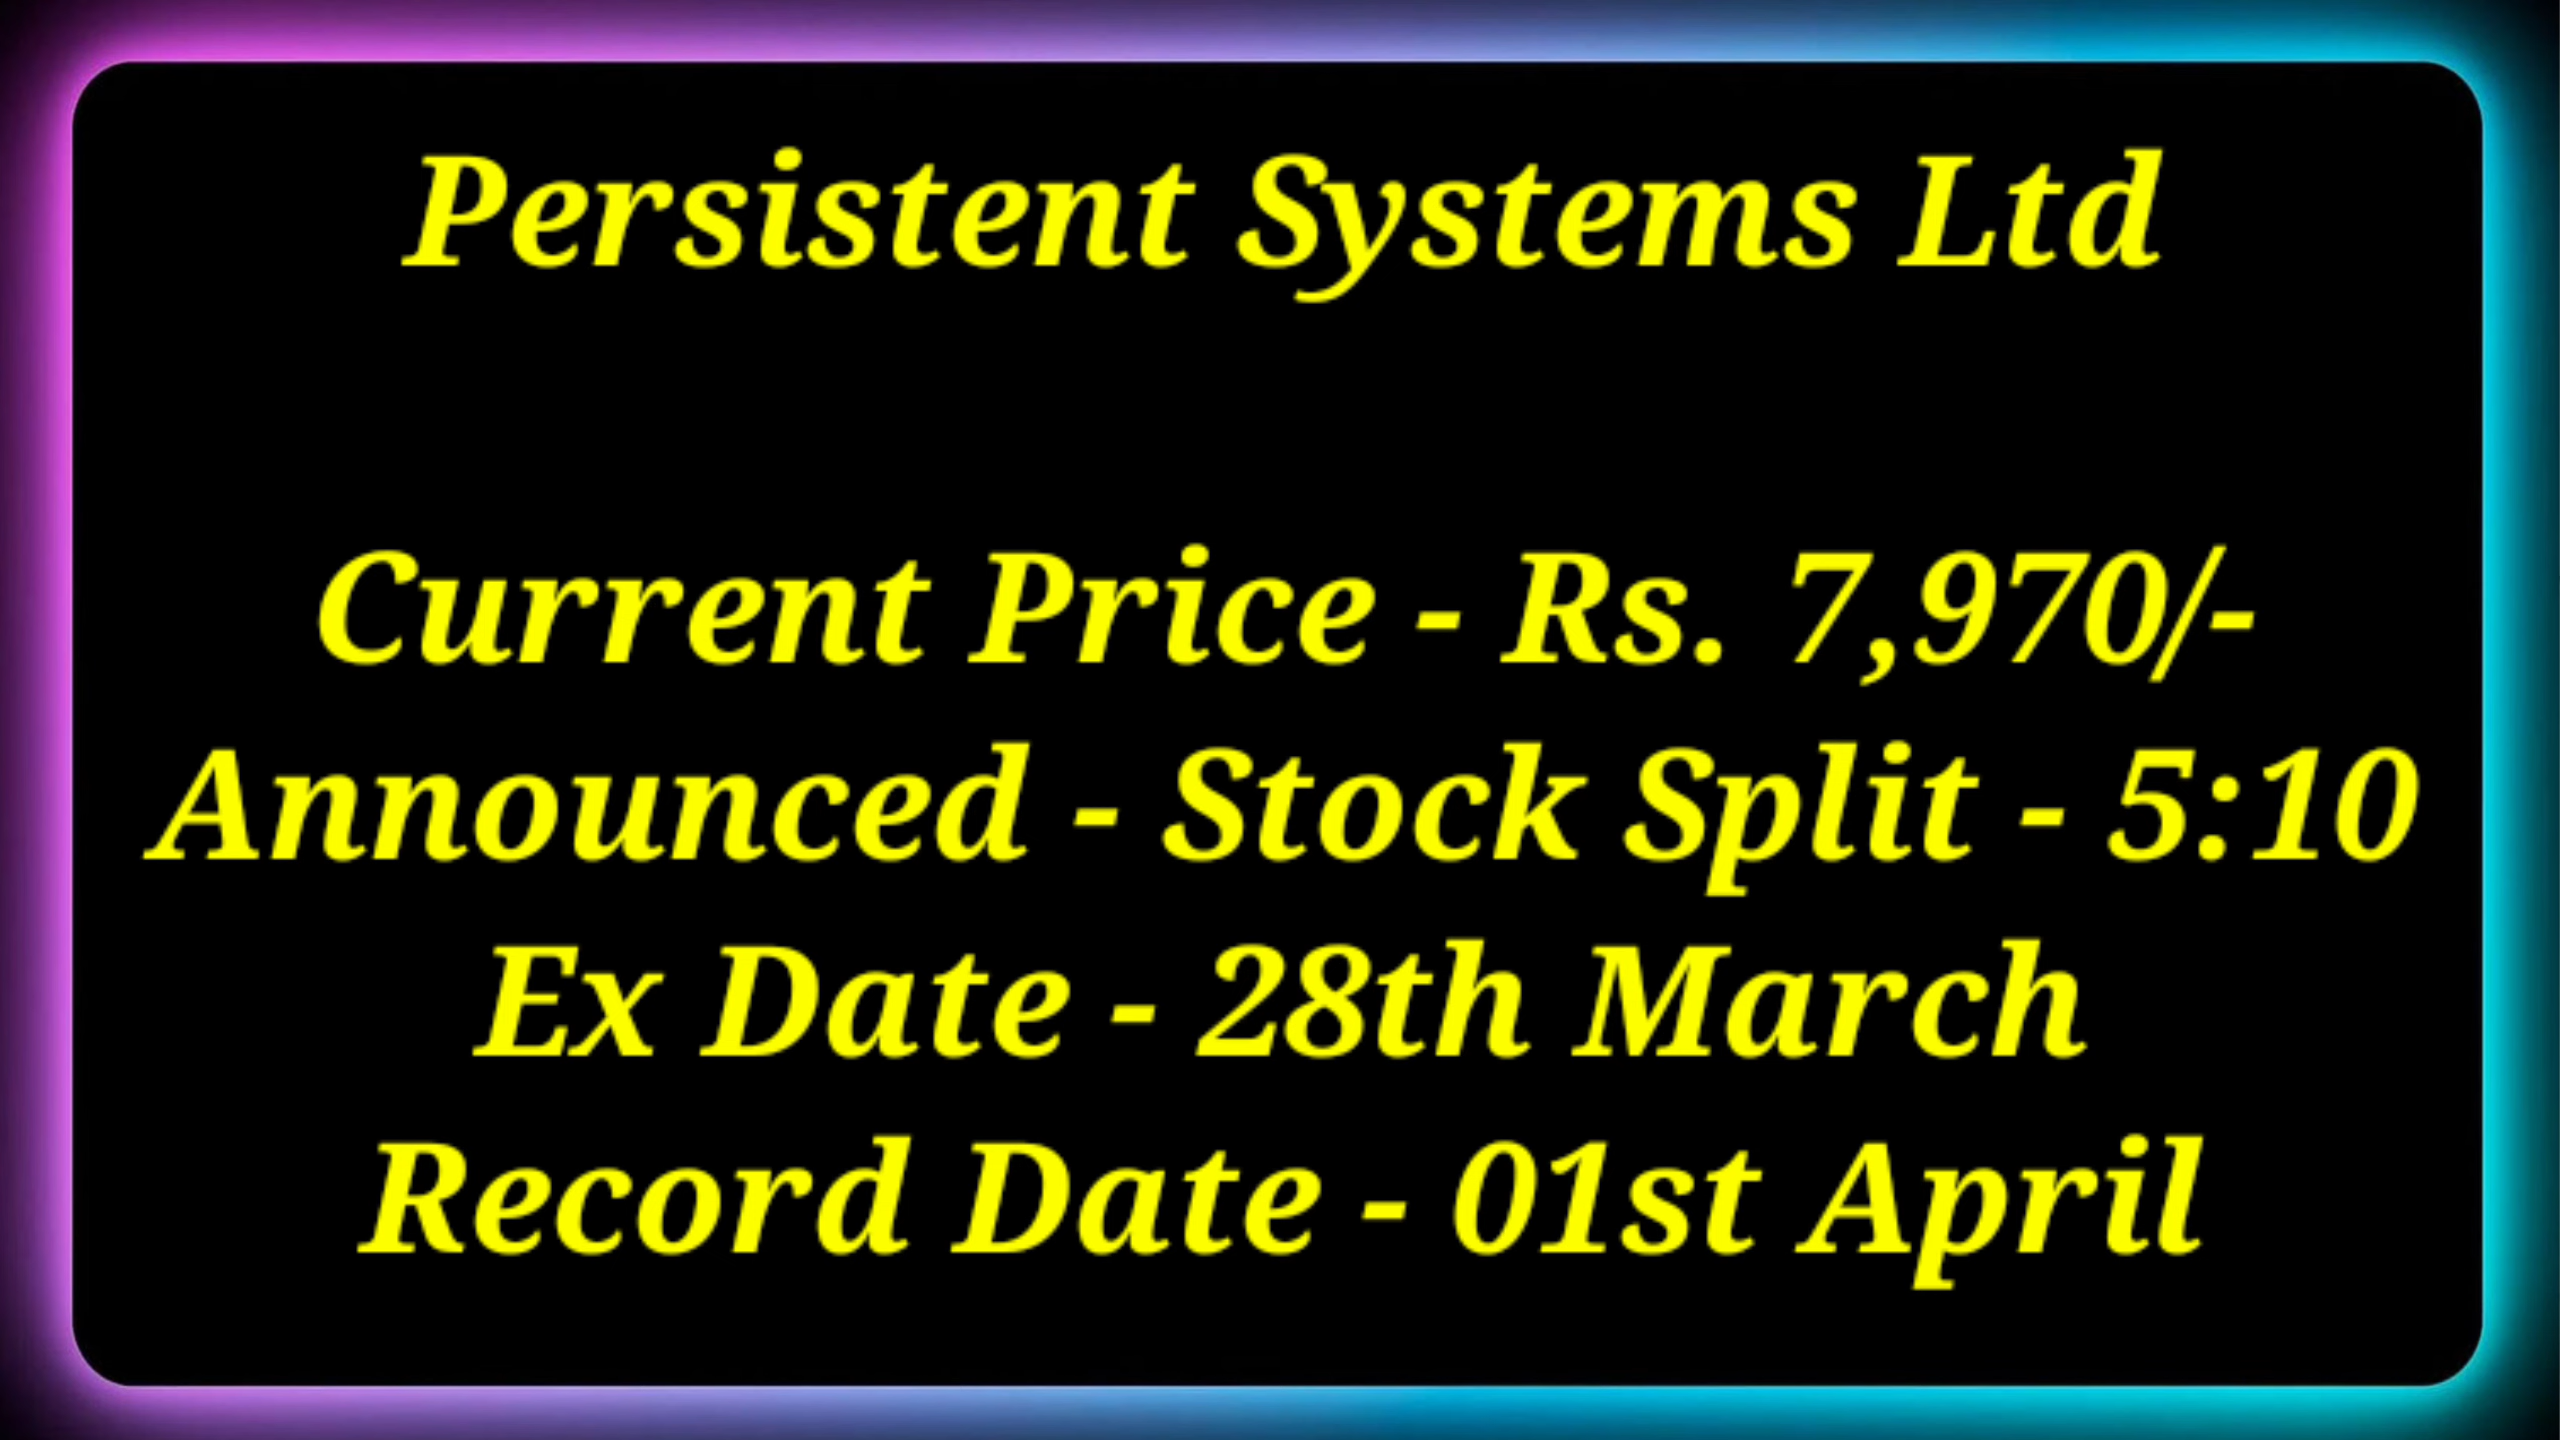 Persistent Systems Ltd
Current Price - Rs. 7,970/-
Announced - Stock Split - 5:10
Ex Date - 28th March
Record Date - 01st April